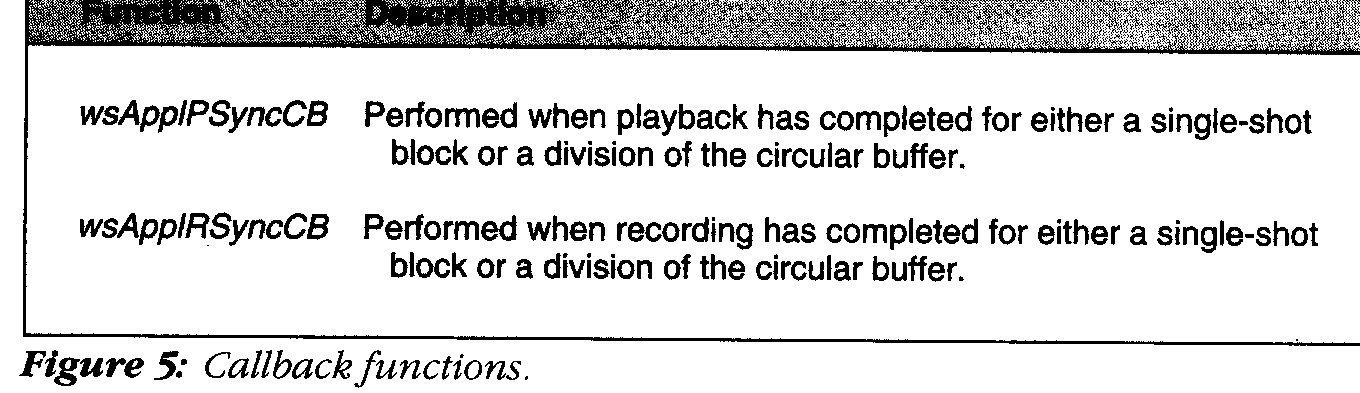 Function Description
wsApplPSyncCB Performed when playback has completed for either a single-shot
block or a division of the circular buffer.
wsApplRSyncCB Performed when recording has completed for either a single-shot
block or a division of the circular buffer.
Figure 5: Callback functions.